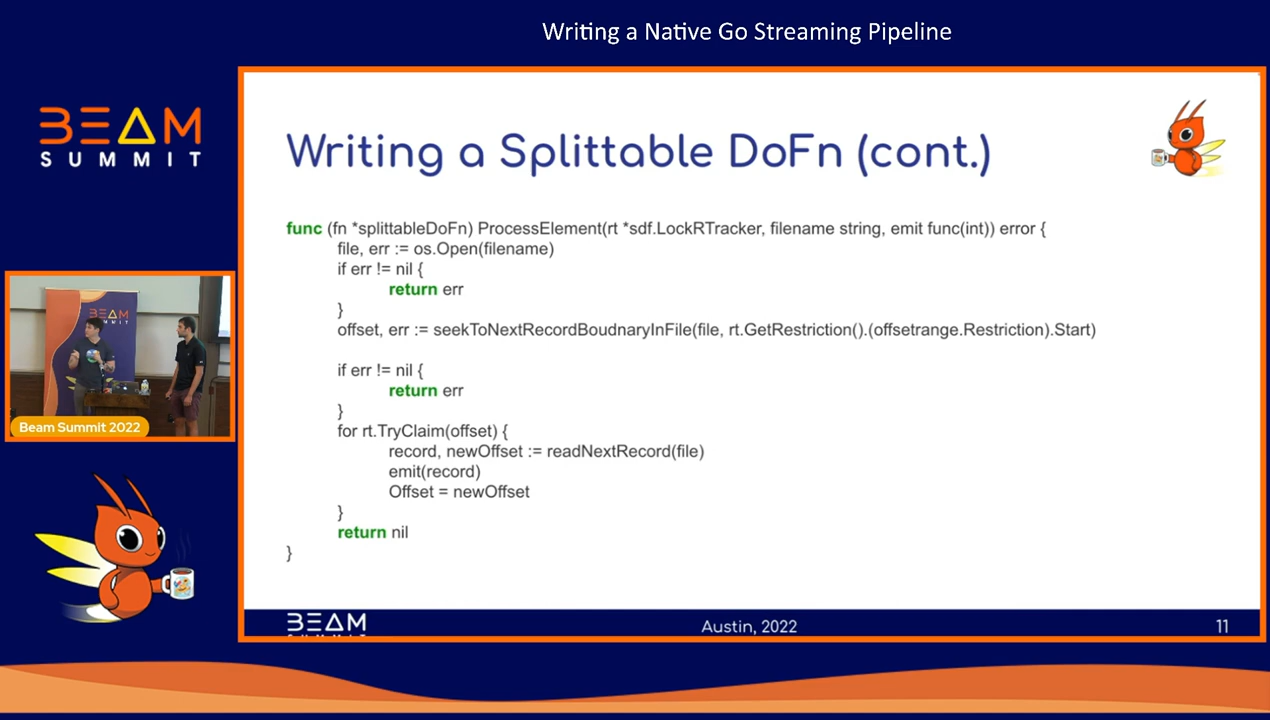 Writing a Native Go Streaming Pipeline
BEAM
SUMMIT
Writing a Splittable DoFn (cont.)
func (fn *splittableDoFn) ProcessElement(rt *sdf.LockRTracker, filename string, emit func(int)) error {
file, err := os.Open(filename)
if err != nil {
return err
}
offset, err := seekToNextRecordBoudnaryInFile(file, rt.GetRestriction().(offsetrange.Restriction).Start)
if err != nil {
return err
}
for rt.TryClaim(offset) {
record, newOffset := readNextRecord(file)
emit(record)
Offset = newOffset
}
return nil
}
BEAM
SUMMIT
Beam Summit 2022
BEAM
Austin, 2022
11